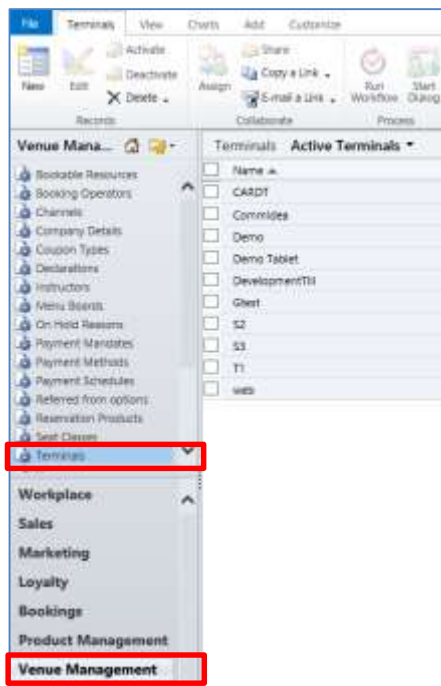 File Terminals View Charts Add Customize
New
Edit
Activate
Deactivate
Delete
Records
Assign
Share
Copy a Link
E-mail a Link
Collaborate
Run Workflow
Start Dialog
Process
Venue Mana...
Bookable Resources
Booking Operators
Channels
Company Details
Coupon Types
Declarations
Instructors
Menu Boards
On Hold Reasons
Payment Mandates
Payment Methods
Payment Schedules
Referred from options
Reservation Products
Seat Classes
Terminals
Workplace
Sales
Marketing
Loyalty
Bookings
Product Management
Venue Management
Terminals Active Terminals
Name
CARDT
Commidea
Demo
Demo Tablet
DevelopmentTill
Gtest
S2
S3
T1
web